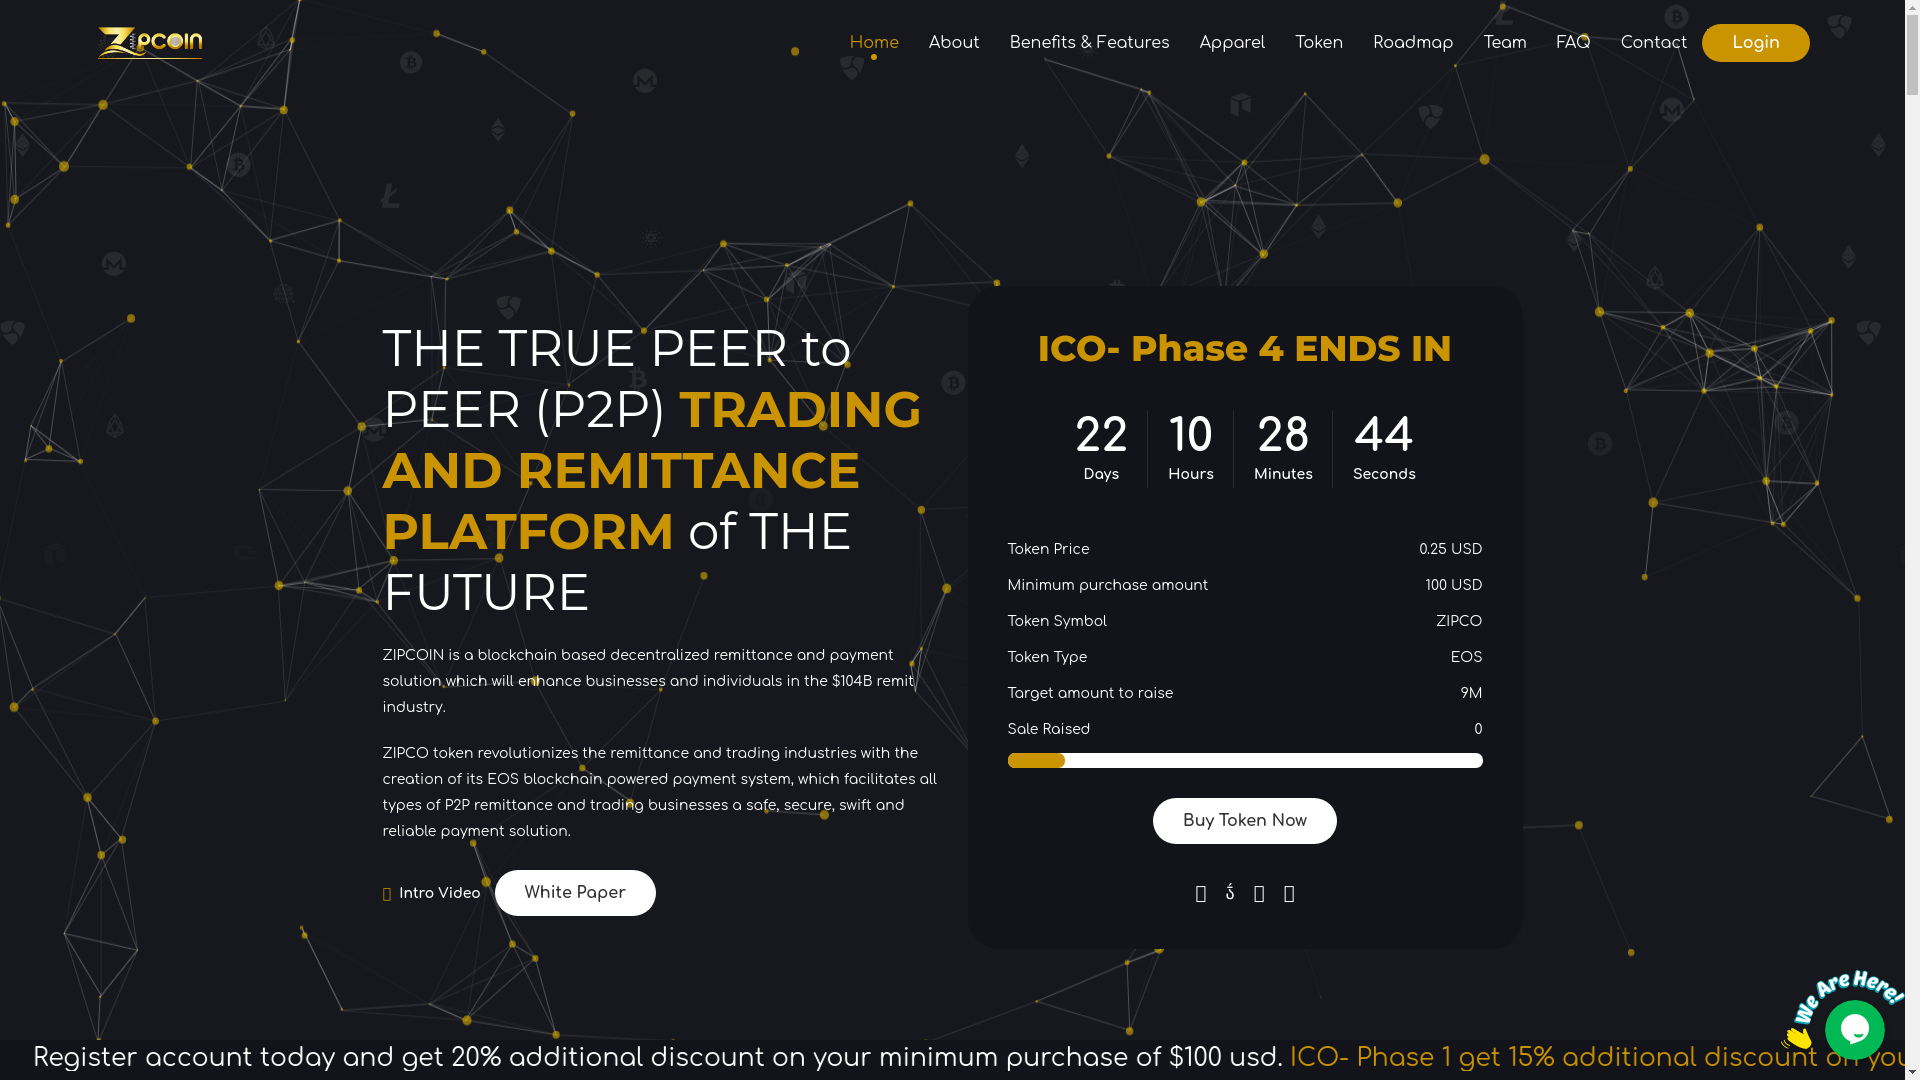 Zipcoin
Home About Benefits & Features Apparel Token Roadmap Team FAQ Contact Login
THE TRUE PEER to
PEER (P2P) TRADING
AND REMITTANCE
PLATFORM of THE
FUTURE
ZIPCOIN is a blockchain based decentralized remittance and payment
solution which will enhance businesses and individuals in the $104B remit
industry.
ZIPCO token revolutionizes the remittance and trading industries with the
creation of its EOS blockchain powered payment system, which facilitates all
types of P2P remittance and trading businesses a safe, secure, swift and
reliable payment solution.
Intro Video White Paper
ICO- Phase 4 ENDS IN
22 10 28 44
Days Hours Minutes Seconds
Token Price 0.25 USD
Minimum purchase amount 100 USD
Token Symbol ZIPCO
Token Type EOS
Target amount to raise 9M
Sale Raised 0
Buy Token Now
We Are Here!
Register account today and get 20% additional discount on your minimum purchase of $100 usd. ICO- Phase 1 get 15% additional discount on you